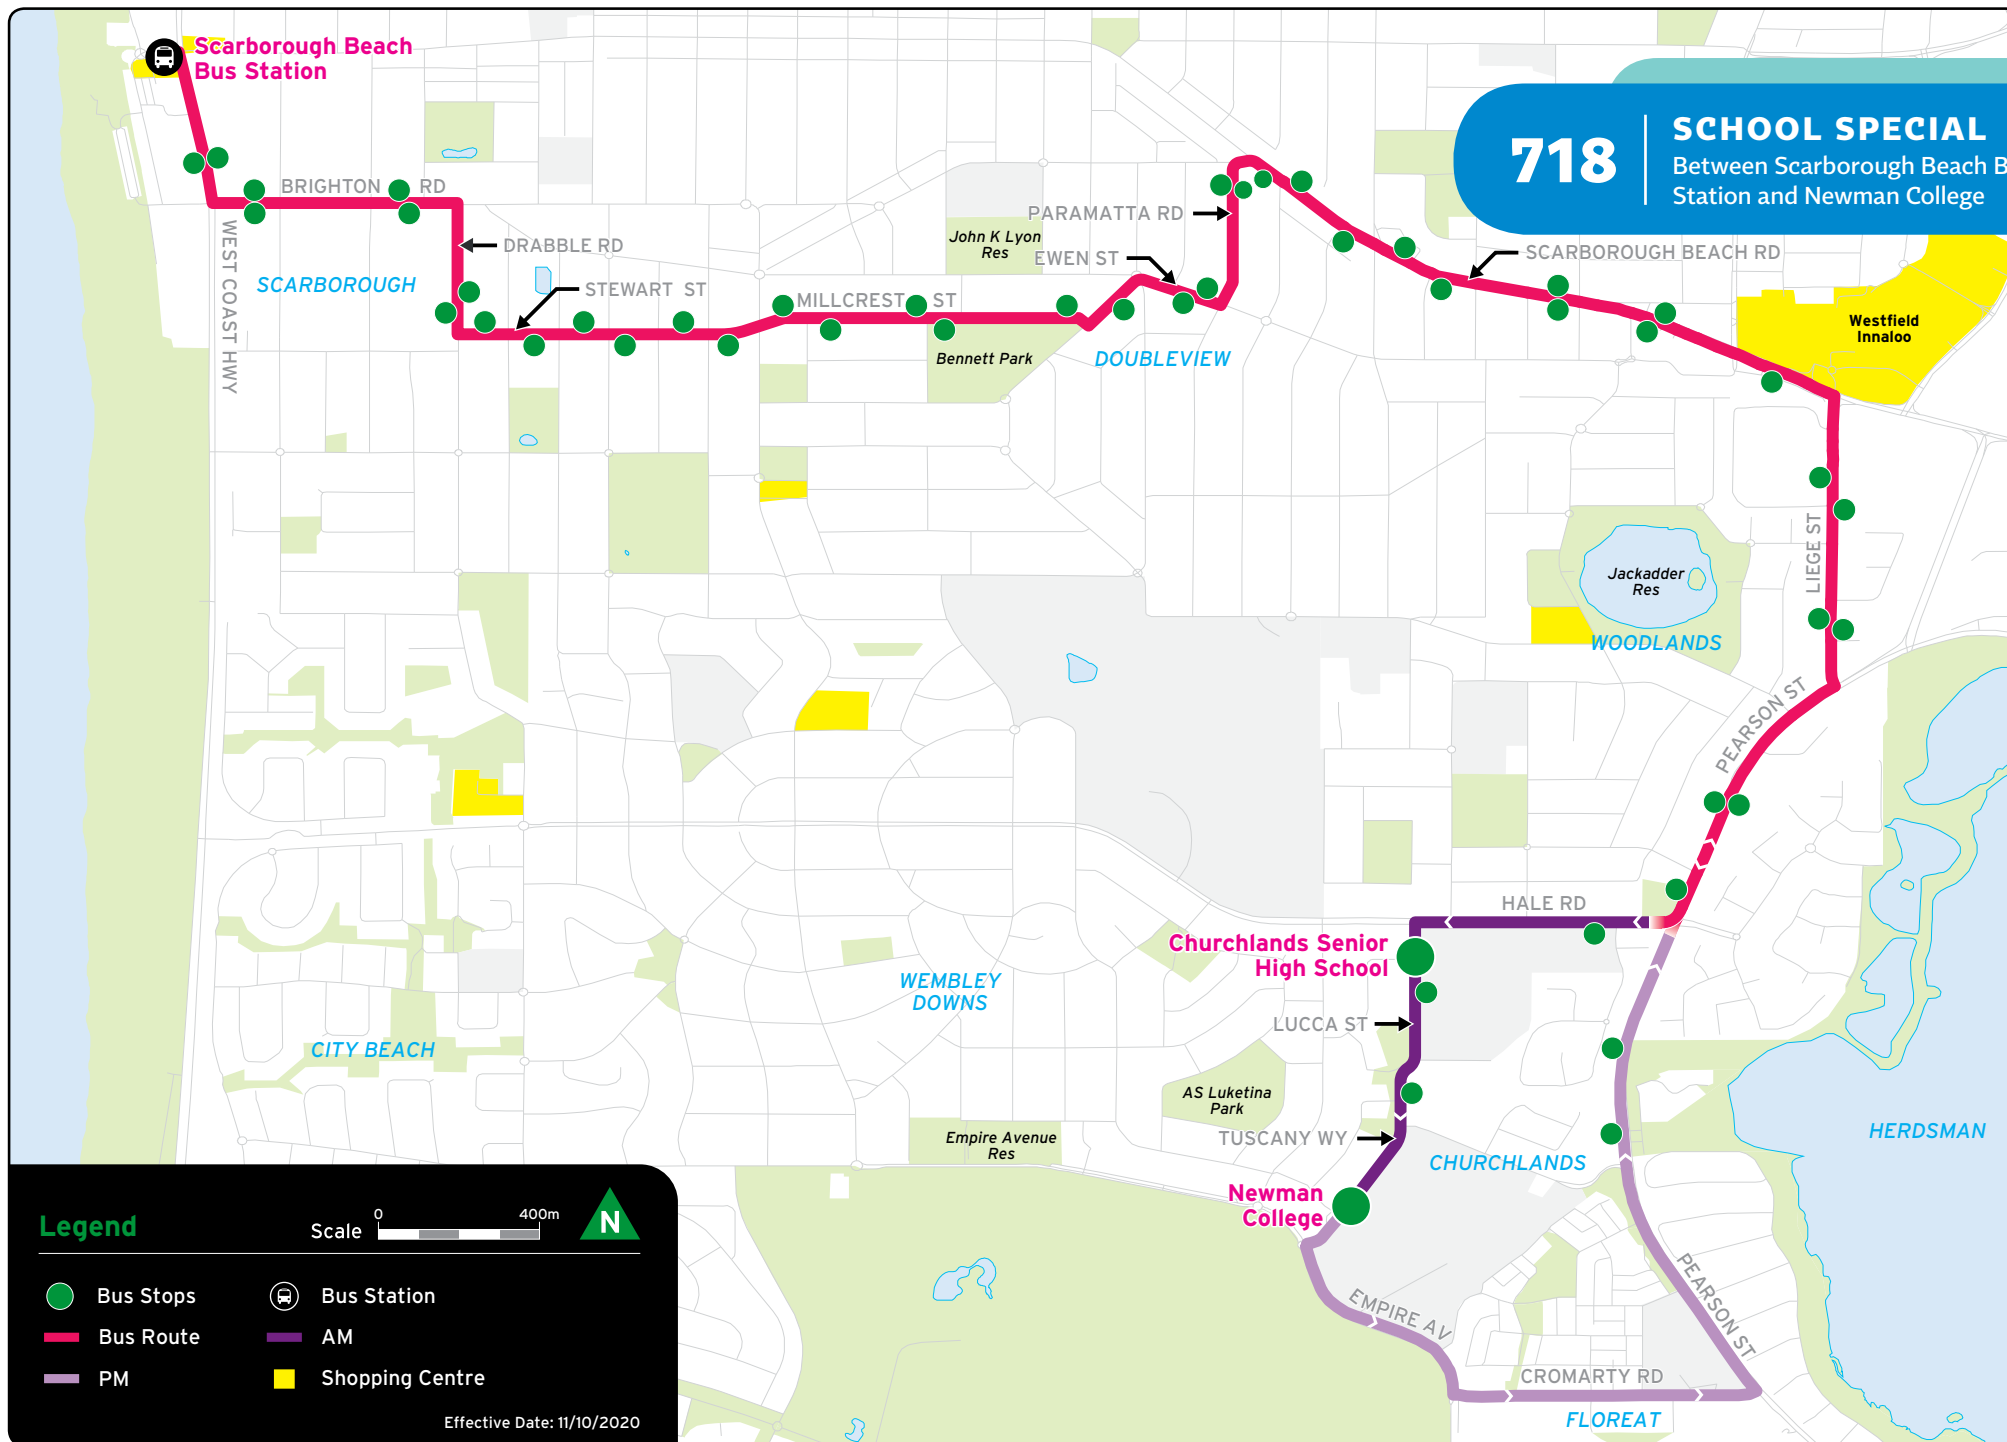 Scarborough Beach
Bus Station
718
SCHOOL SPECIAL
Between Scarborough Beach B
Station and Newman College
BRIGHTON RD
WEST COAST HWY
DRABBLE RD
SCARBOROUGH
STEWART ST
MILLCREST ST
John K Lyon
Res
PARAMATTA RD
EWEN ST
SCARBOROUGH BEACH RD
Bennett Park
DOUBLEVIEW
Westfield
Innaloo
LIEGE ST
Jackadder
Res
WOODLANDS
PEARSON ST
HALE RD
Churchlands Senior
High School
WEMBLEY
DOWNS
LUCCA ST
CITY BEACH
AS Luketina
Park
Empire Avenue
Res
TUSCANY WY
CHURCHLANDS
HERDSMAN
Newman
College
EMPIRE AV
PEARSON ST
CROMARTY RD
FLOREAT
Legend
Scale
0
400m
N
Bus Stops
Bus Station
Bus Route
AM
PM
Shopping Centre
Effective Date: 11/10/2020